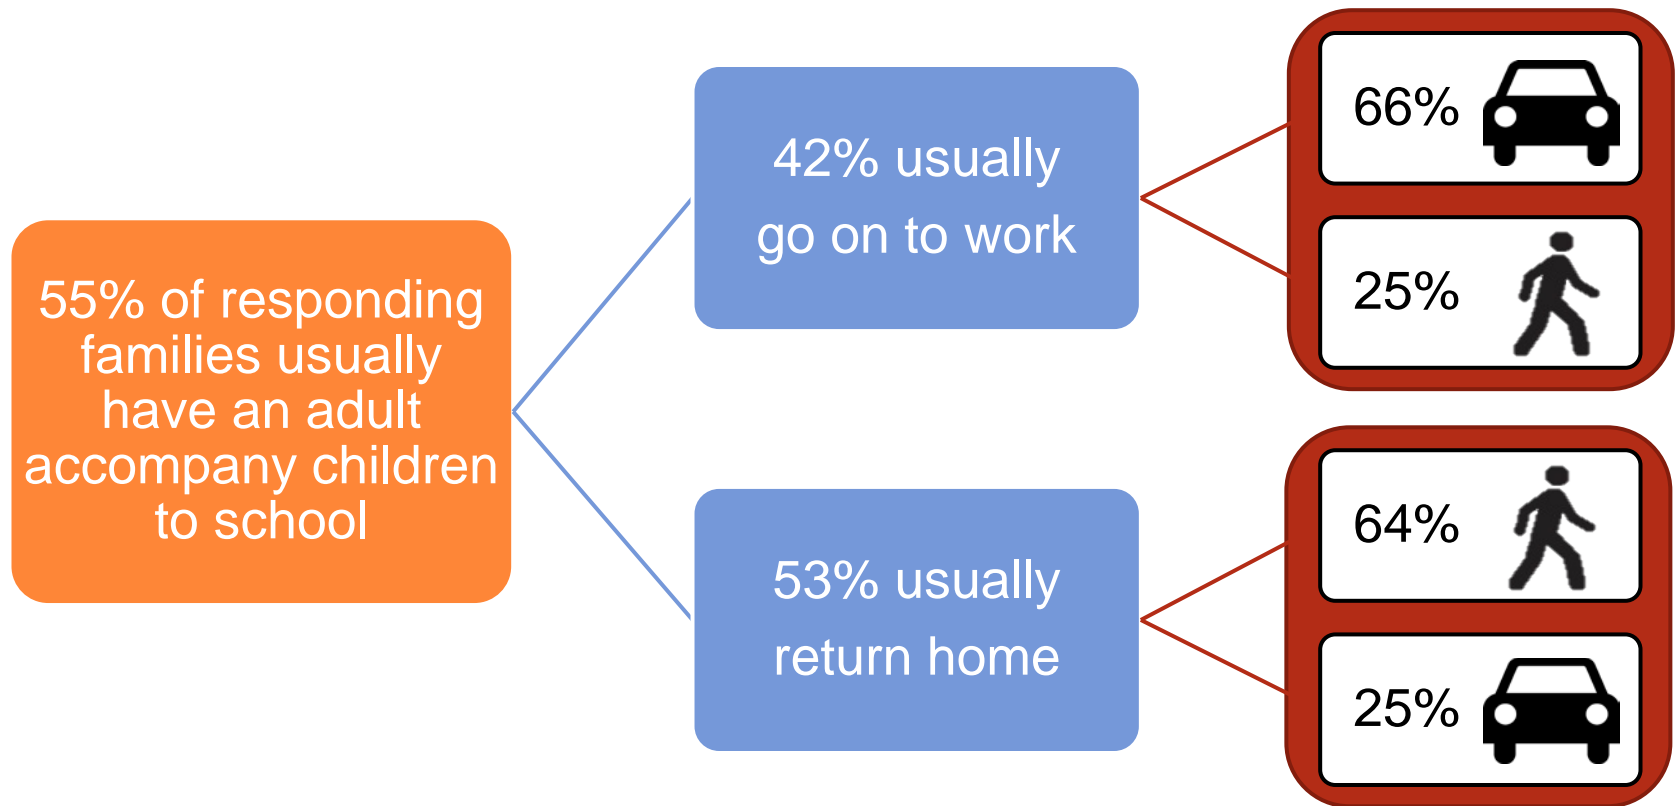 55% of responding
families usually
have an adult
accompany children
to school
42% usually
go on to work
66%
25%
53% usually
return home
64%
25%